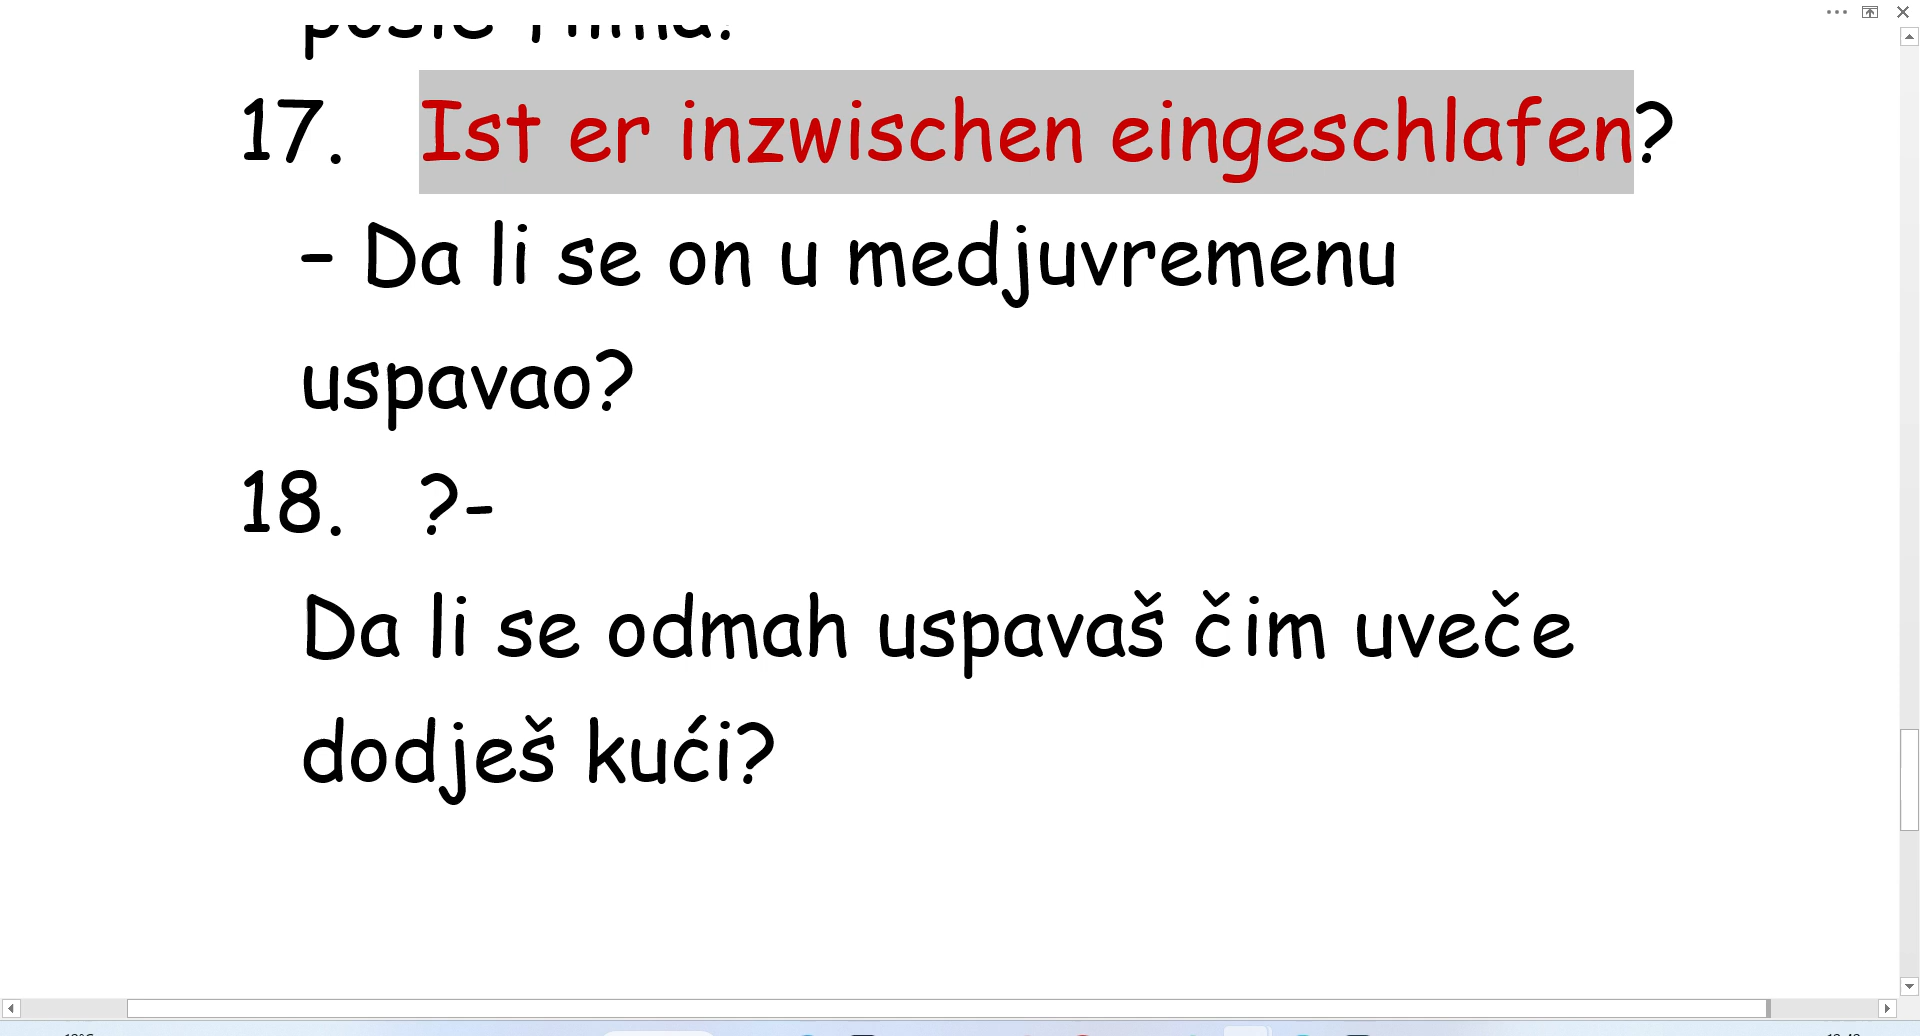 17. Ist er inzwischen eingeschlafen?
– Da li se on u medjuvremenu
uspavao?
18. ?-
Da li se odmah uspavaš čim uveče
dodješ kući?